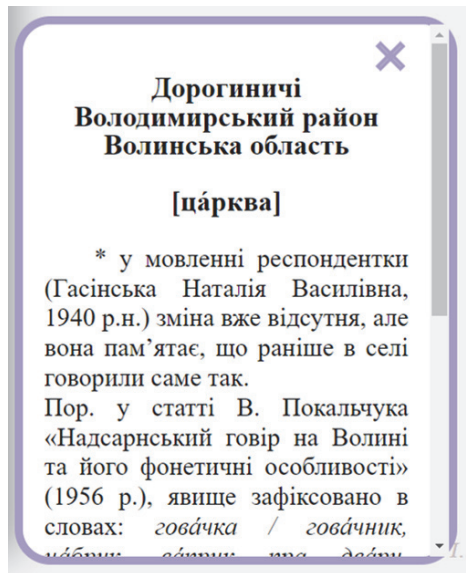 Дорогиничі
Володимирський район
Волинська область
[ца́рква]
* у мовленні респондентки
(Гасінська Наталія Василівна,
1940 р.н.) зміна вже відсутня, але
вона пам’ятає, що раніше в селі
говорили саме так.
Пор. у статті В. Покальчука
«Надсарнський говір на Волині
та його фонетичні особливості»
(1956 р.), явище зафіксовано в
словах: гова́чка / гова́чник,